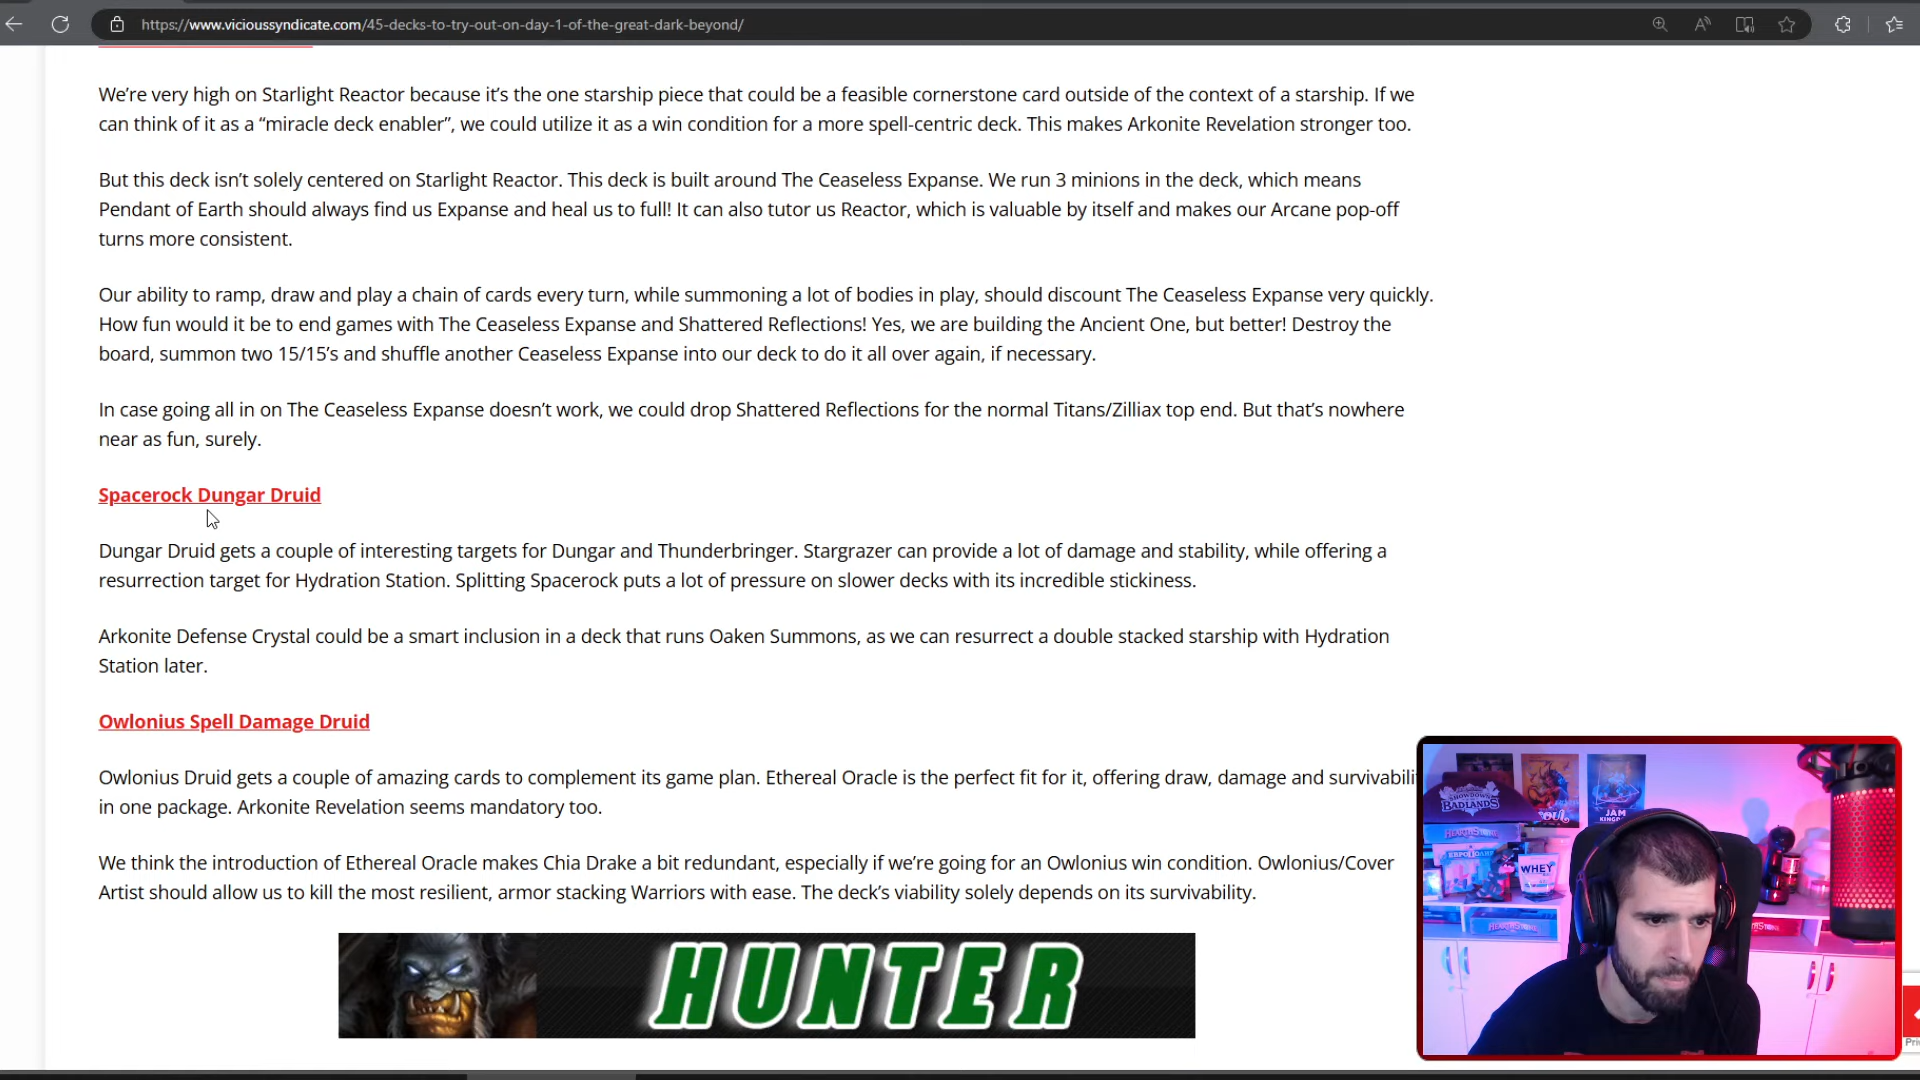 https://www.vicioussyndicate.com/45-decks-to-try-out-on-day-1-of-the-great-dark-beyond/
We're very high on Starlight Reactor because it's the one starship piece that could be a feasible cornerstone card outside of the context of a starship. If we
can think of it as a “miracle deck enabler”, we could utilize it as a win condition for a more spell-centric deck. This makes Arkonite Revelation stronger too.
But this deck isn't solely centered on Starlight Reactor. This deck is built around The Ceaseless Expanse. We run 3 minions in the deck, which means
Pendant of Earth should always find us Expanse and heal us to full! It can also tutor us Reactor, which is valuable by itself and makes our Arcane pop-off
turns more consistent.
Our ability to ramp, draw and play a chain of cards every turn, while summoning a lot of bodies in play, should discount The Ceaseless Expanse very quickly.
How fun would it be to end games with The Ceaseless Expanse and Shattered Reflections! Yes, we are building the Ancient One, but better! Destroy the
board, summon two 15/15's and shuffle another Ceaseless Expanse into our deck to do it all over again, if necessary.
In case going all in on The Ceaseless Expanse doesn't work, we could drop Shattered Reflections for the normal Titans/Zilliax top end. But that's nowhere
near as fun, surely.
Spacerock Dungar Druid
Dungar Druid gets a couple of interesting targets for Dungar and Thunderbringer. Stargrazer can provide a lot of damage and stability, while offering a
resurrection target for Hydration Station. Splitting Spacerock puts a lot of pressure on slower decks with its incredible stickiness.
Arkonite Defense Crystal could be a smart inclusion in a deck that runs Oaken Summons, as we can resurrect a double stacked starship with Hydration
Station later.
Owlonius Spell Damage Druid
Owlonius Druid gets a couple of amazing cards to complement its game plan. Ethereal Oracle is the perfect fit for it, offering draw, damage and survivabili
in one package. Arkonite Revelation seems mandatory too.
We think the introduction of Ethereal Oracle makes Chia Drake a bit redundant, especially if we're going for an Owlonius win condition. Owlonius/Cover
Artist should allow us to kill the most resilient, armor stacking Warriors with ease. The deck's viability solely depends on its survivability.
HUNTER
SHOWDOWN
BADLANDS
JAM
WHEY
HEARTHSTONE
Pri